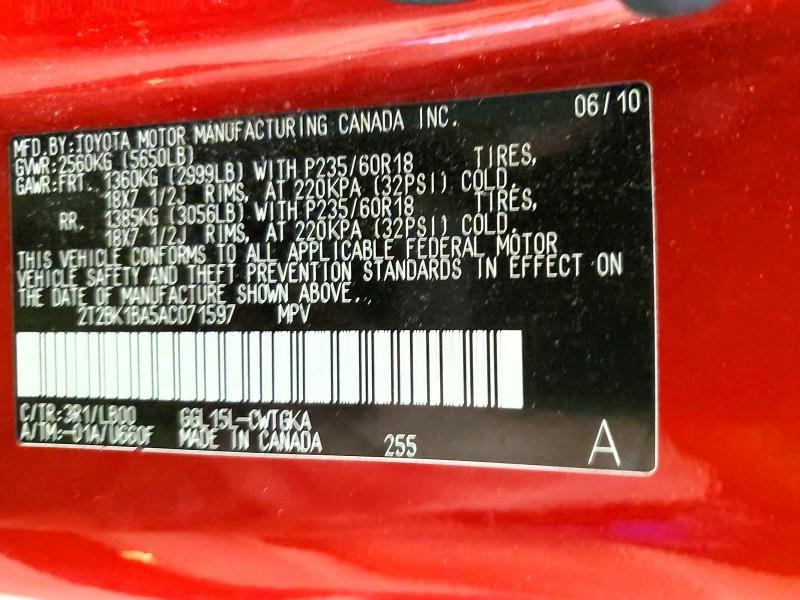 06/10
MFD.BY:TOYOTA MOTOR MANUFACTURING CANADA INC.
GVWR:2560KG (5650LB)
GAWR:FRT. 1360KG (2999LB) WITH P235/60R18 TIRES,
18X7 1/2J RIMS, AT 220KPA (32PSI) COLD.
RR. 1385KG (3056LB) WITH P235/60R18 TIRES,
18X7 1/2J RIMS, AT 220KPA (32PSI) COLD.
THIS VEHICLE CONFORMS TO ALL APPLICABLE FEDERAL MOTOR
VEHICLE SAFETY AND THEFT PREVENTION STANDARDS IN EFFECT ON
THE DATE OF MANUFACTURE SHOWN ABOVE.
2T2BK1BA5AC071597 MPV
C/TR:3R1/LB00 GGL15L-CWTGKA
A/TM:-01A/U660F MADE IN CANADA 255 A